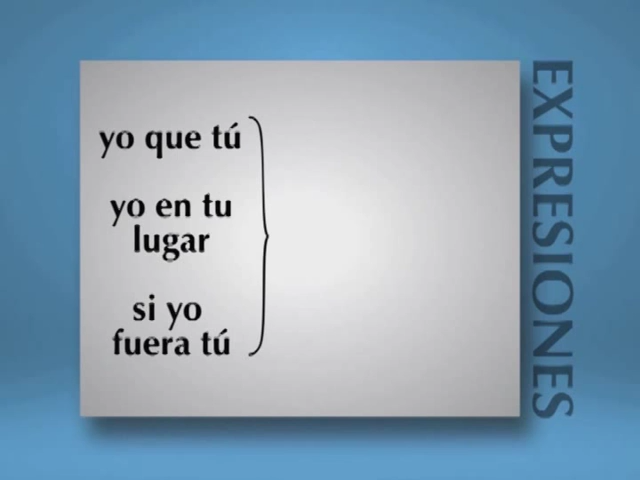 yo que tú
yo en tu
lugar
si yo
fuera tú
EXPRESIONES